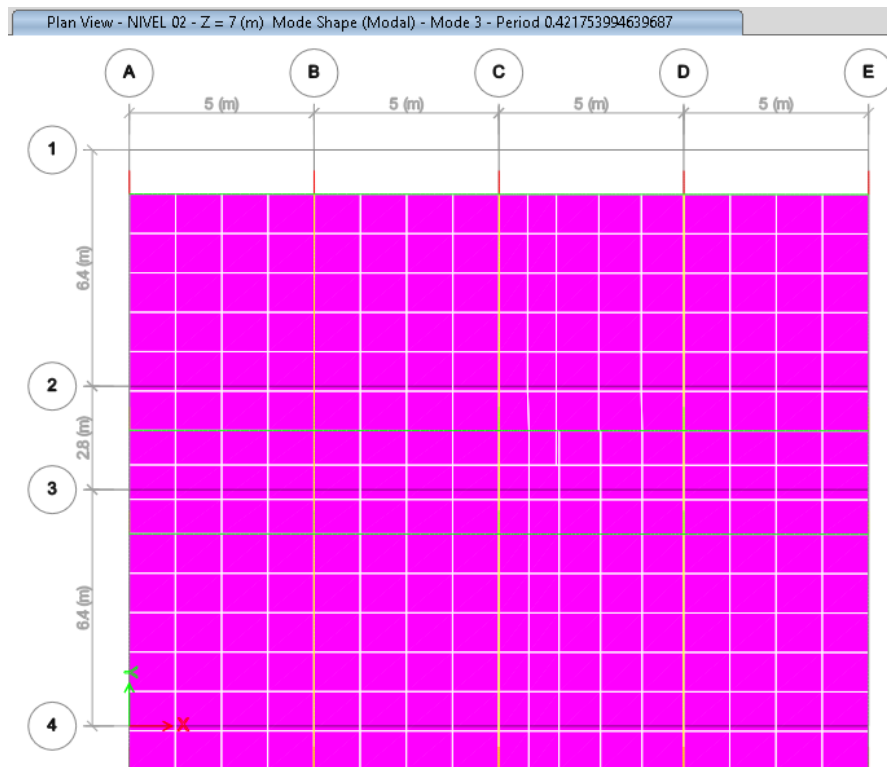 Plan View - NIVEL 02 - Z = 7 (m) Mode Shape (Modal) - Mode 3 - Period 0.421753994639687
A B C D E
5 (m) 5 (m) 5 (m) 5 (m)
1
6.4 (m)
2
2.8 (m)
3
6.4 (m)
Y
X
4